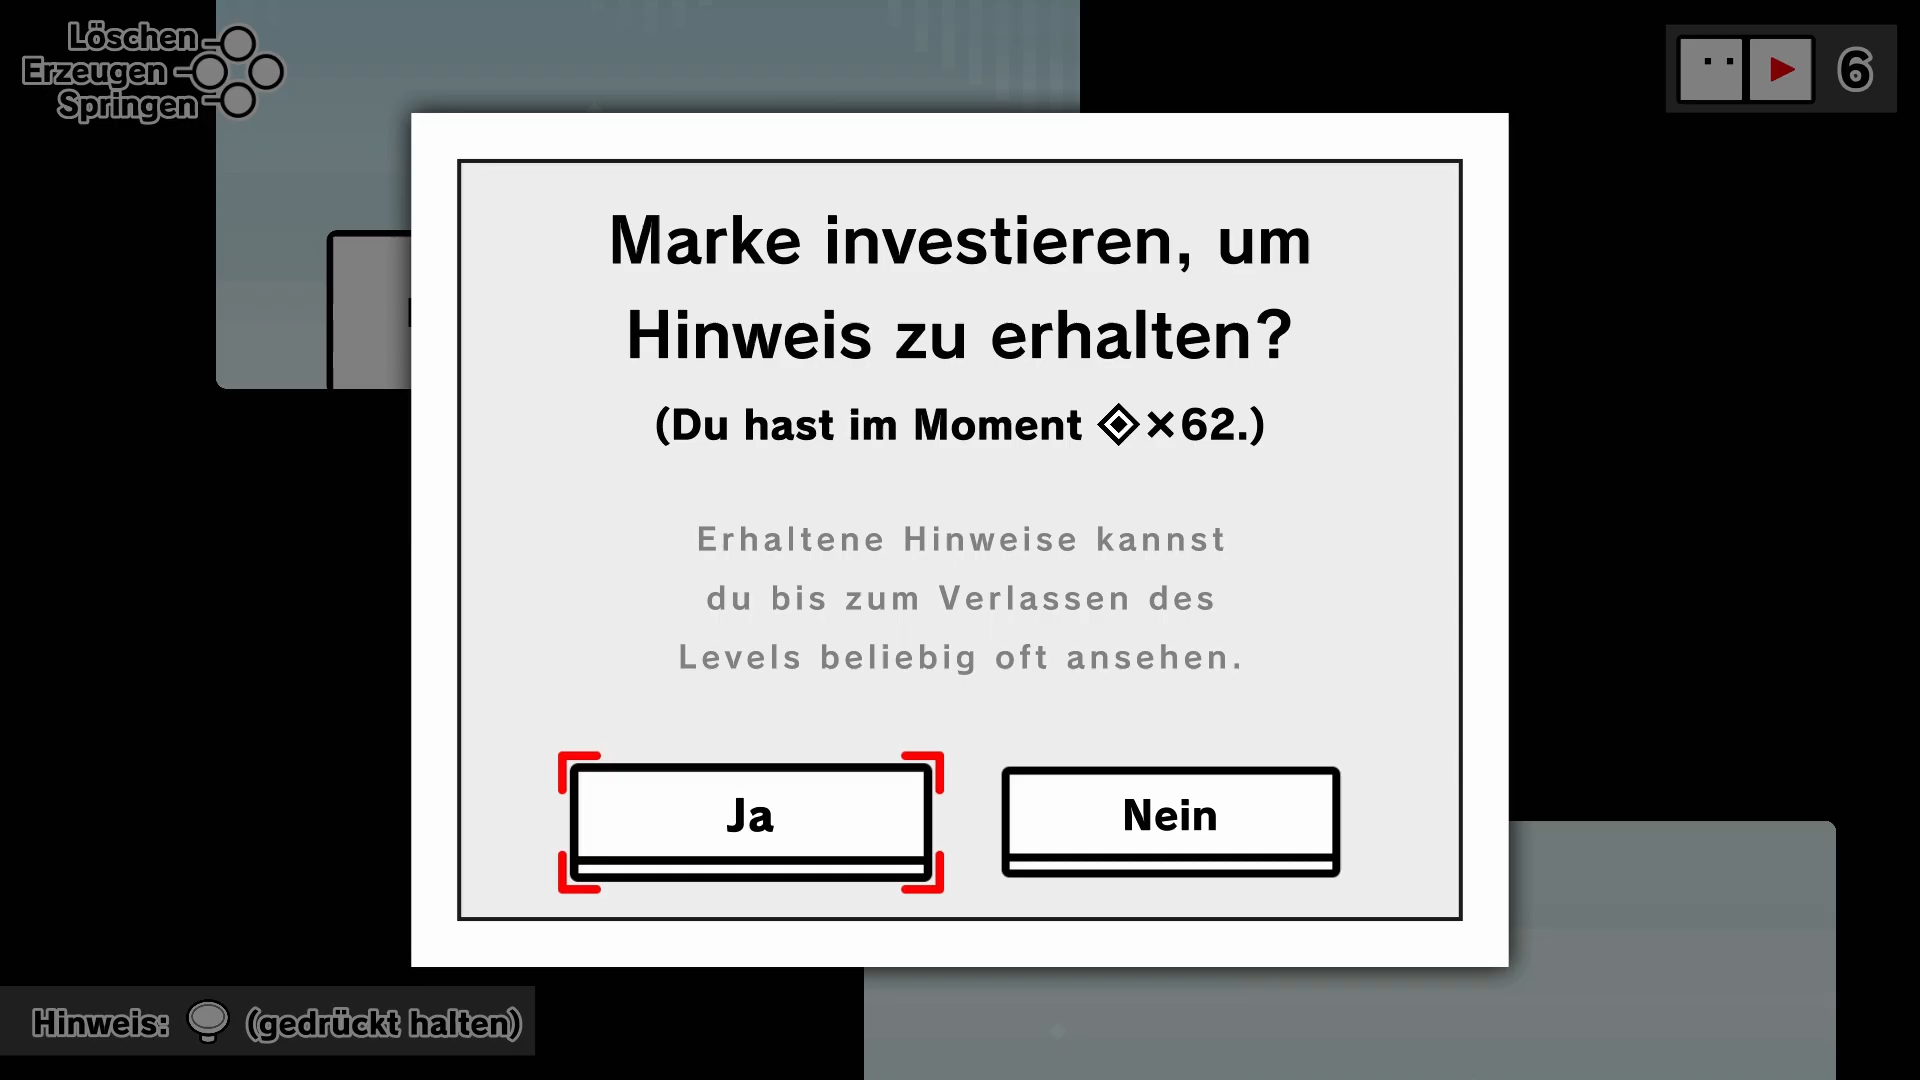 Löschen
Erzeugen
Springen
6
Marke investieren, um
Hinweis zu erhalten?
(Du hast im Moment ×62.)
Erhaltene Hinweise kannst
du bis zum Verlassen des
Levels beliebig oft ansehen.
Ja Nein
Hinweis: (gedrückt halten)